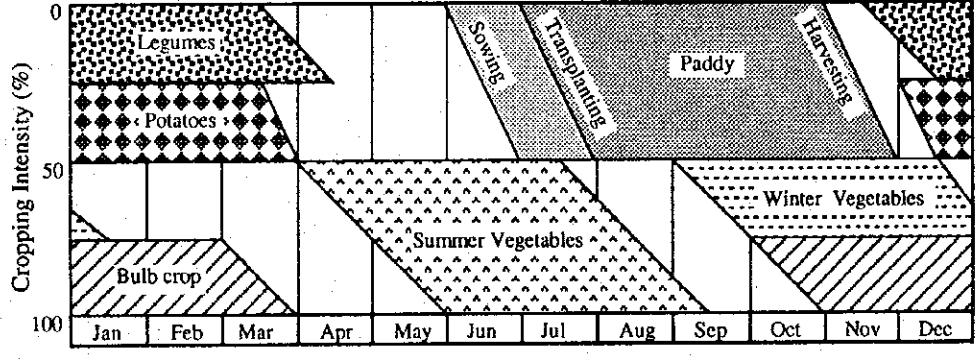 0
Legumes
Sowing
Transplanting
Paddy
Harvesting
Cropping Intensity (%)
Potatoes
50
Winter Vegetables
Summer Vegetables
Bulb crop
100
Jan Feb Mar Apr May Jun Jul Aug Sep Oct Nov Dec